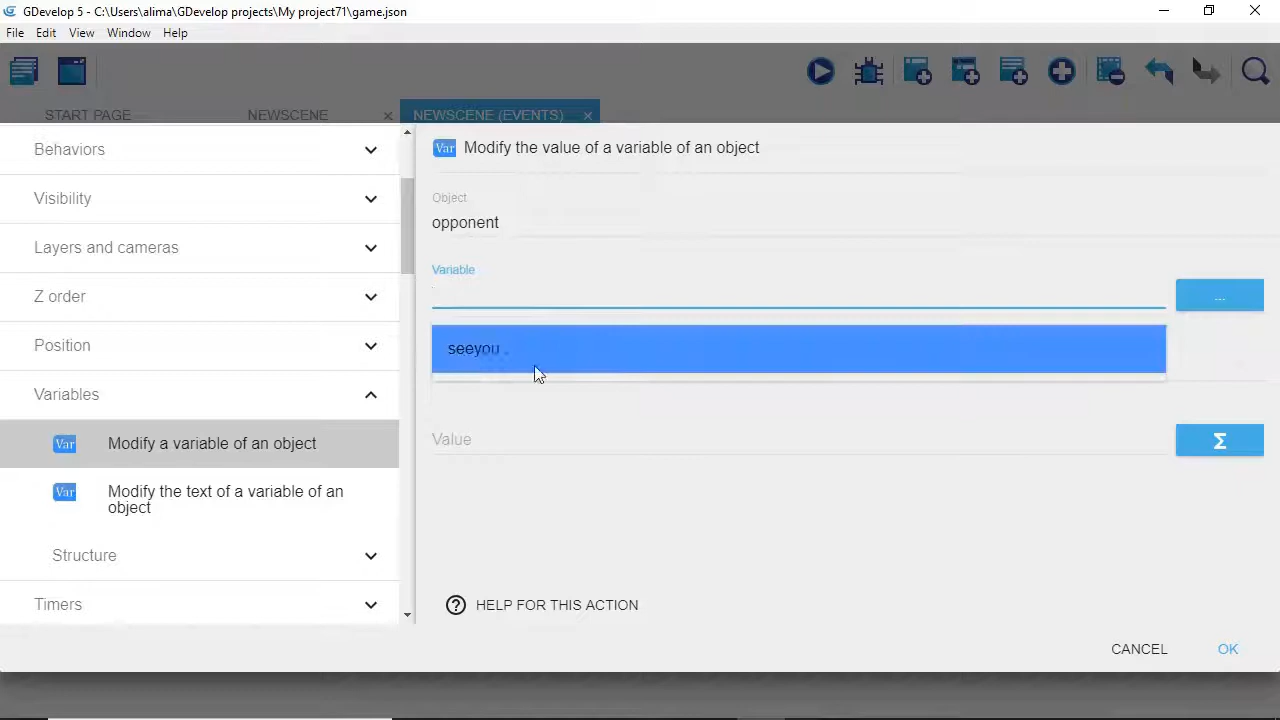 GDevelop 5 - C:\Users\alima\GDevelop projects\My project71\game.json
File Edit View Window Help
START PAGE NEWSCENE × NEWSCENE (EVENTS) ×
Behaviors
Visibility
Layers and cameras
Z order
Position
Variables
Var Modify a variable of an object
Var Modify the text of a variable of an
object
Structure
Timers
Var Modify the value of a variable of an object
Object
opponent
Variable
...
seeyou
Value
Σ
? HELP FOR THIS ACTION
CANCEL OK